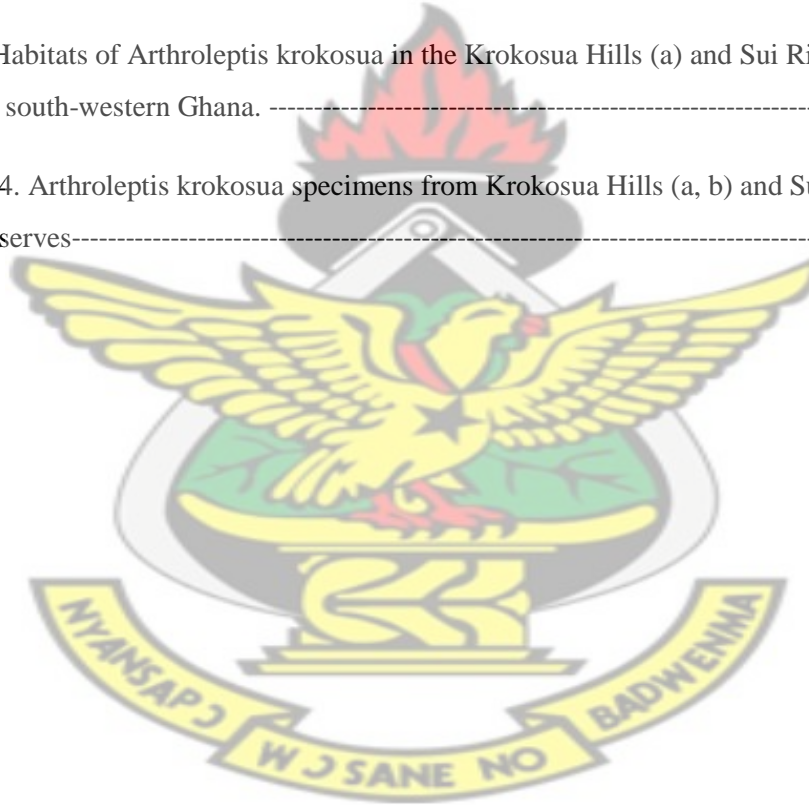 Habitats of Arthroleptis krokosua in the Krokosua Hills (a) and Sui Ri
south-western Ghana. ------------------------------------------------------------
4. Arthroleptis krokosua specimens from Krokosua Hills (a, b) and Su
serves---------------------------------------------------------------------------------
NYANSAPƆ WƆSANE NO BADWENMA